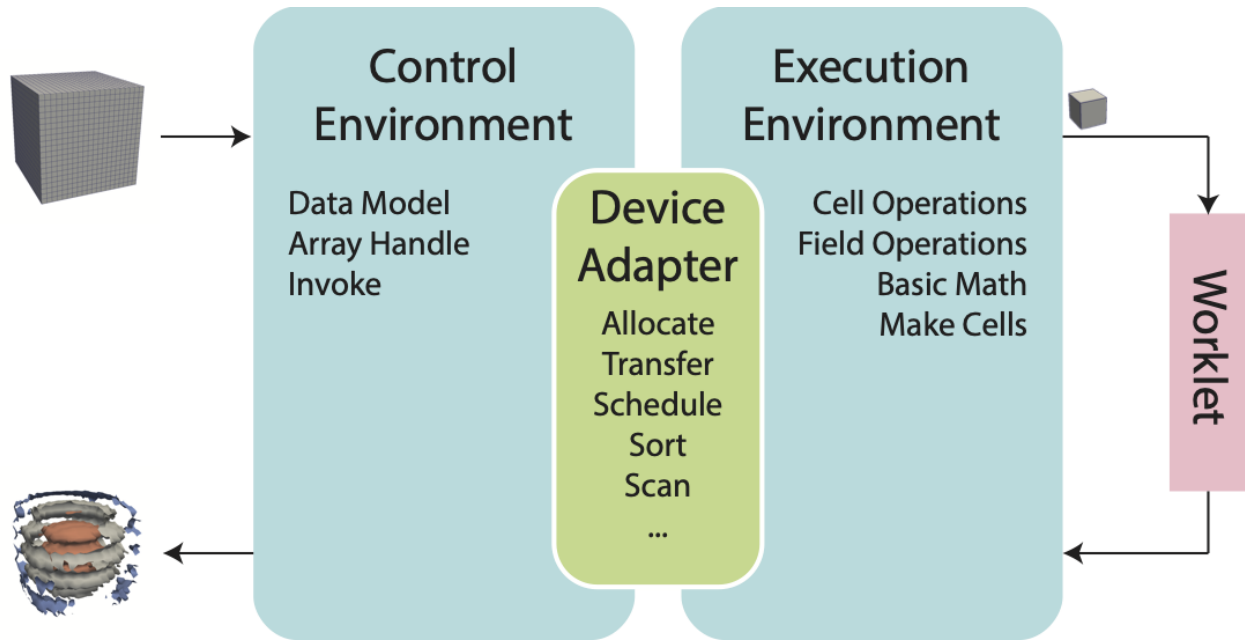 Control
Environment
Data Model
Array Handle
Invoke
Device
Adapter
Allocate
Transfer
Schedule
Sort
Scan
...
Execution
Environment
Cell Operations
Field Operations
Basic Math
Make Cells
Worklet